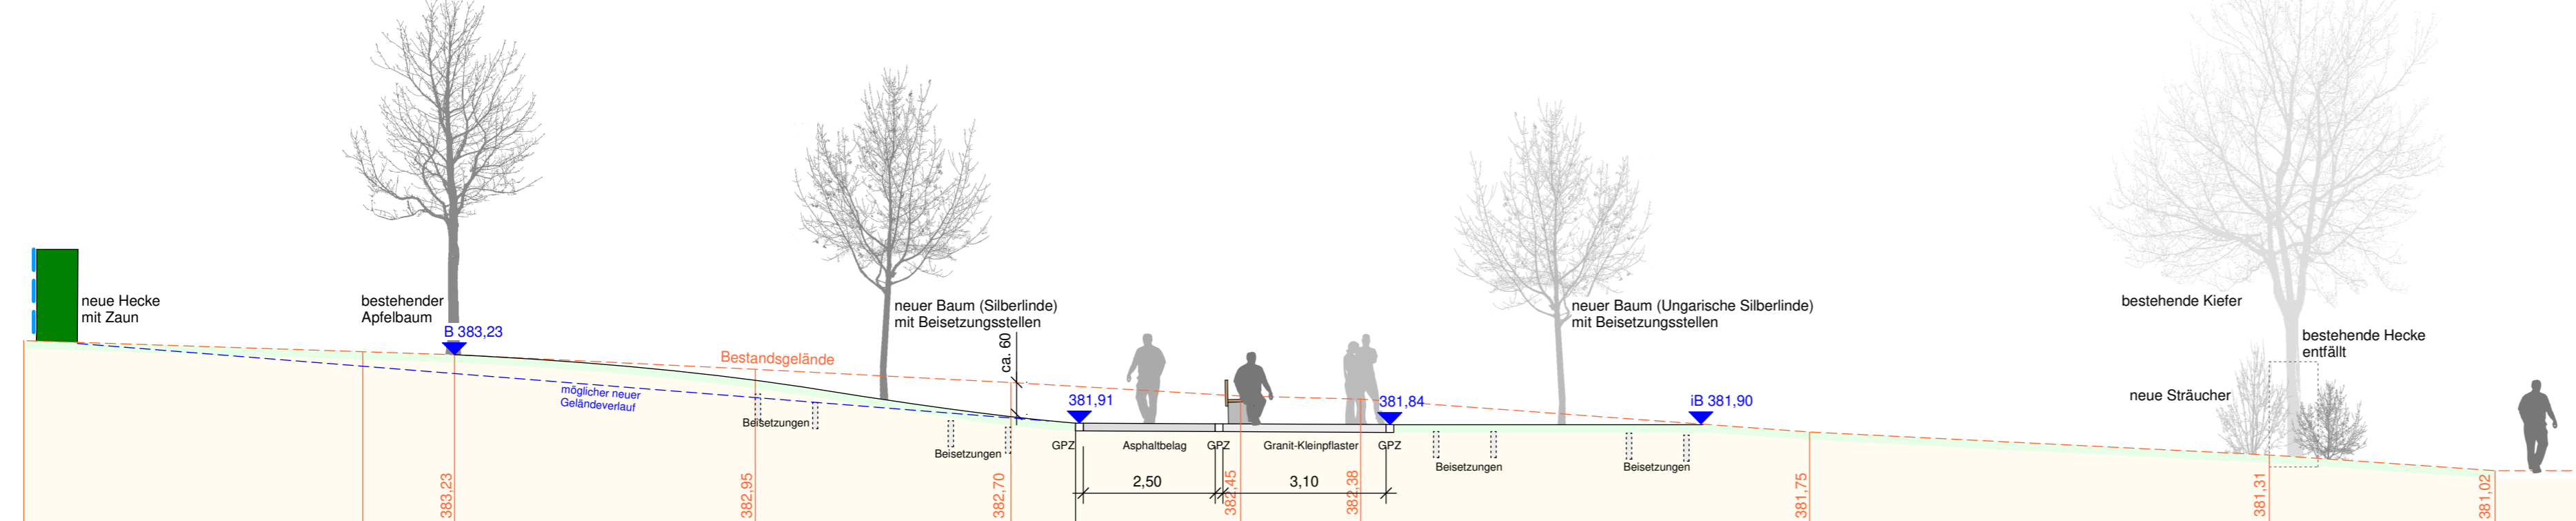 neue Hecke
mit Zaun
bestehender
Apfelbaum
B 383,23
Bestandsgelände
möglicher neuer
Geländeverlauf
neuer Baum (Silberlinde)
mit Beisetzungsstellen
ca. 60
381,91
381,84
neuer Baum (Ungarische Silberlinde)
mit Beisetzungsstellen
iB 381,90
bestehende Kiefer
bestehende Hecke
entfällt
neue Sträucher
Beisetzungen
Beisetzungen
GPZ
Asphaltbelag
GPZ
Granit-Kleinpflaster
GPZ
Beisetzungen
Beisetzungen
2,50
3,10
383,23
382,95
382,70
382,45
382,38
381,75
381,31
381,02